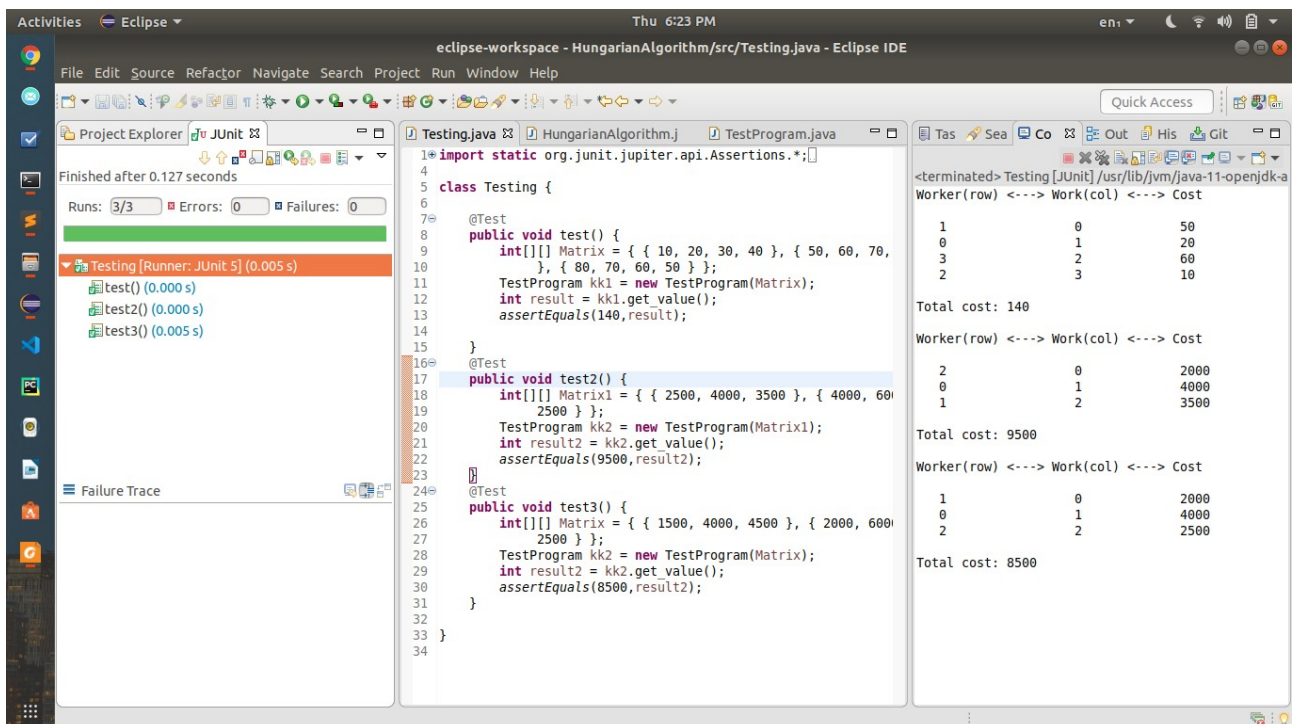 Activities Eclipse Thu 6:23 PM en₁
eclipse-workspace - HungarianAlgorithm/src/Testing.java - Eclipse IDE
File Edit Source Refactor Navigate Search Project Run Window Help
Quick Access
Project Explorer JUnit
Finished after 0.127 seconds
Runs: 3/3 Errors: 0 Failures: 0
Testing [Runner: JUnit 5] (0.005 s)
test() (0.000 s)
test2() (0.000 s)
test3() (0.005 s)
Failure Trace
Testing.java HungarianAlgorithm.j TestProgram.java
1 import static org.junit.jupiter.api.Assertions.*;
4
5 class Testing {
6
7 @Test
8 public void test() {
9 int[][] Matrix = { { 10, 20, 30, 40 }, { 50, 60, 70,
10 }, { 80, 70, 60, 50 } };
11 TestProgram kk1 = new TestProgram(Matrix);
12 int result = kk1.get_value();
13 assertEquals(140,result);
14
15 }
16 @Test
17 public void test2() {
18 int[][] Matrix1 = { { 2500, 4000, 3500 }, { 4000, 600
19 2500 } };
20 TestProgram kk2 = new TestProgram(Matrix1);
21 int result2 = kk2.get_value();
22 assertEquals(9500,result2);
23 }
24 @Test
25 public void test3() {
26 int[][] Matrix = { { 1500, 4000, 4500 }, { 2000, 6000
27 2500 } };
28 TestProgram kk2 = new TestProgram(Matrix);
29 int result2 = kk2.get_value();
30 assertEquals(8500,result2);
31 }
32
33 }
34
Tas Sea Co Out His Git
<terminated> Testing [JUnit] /usr/lib/jvm/java-11-openjdk-a
Worker(row) <---> Work(col) <---> Cost
1 0 50
0 1 20
3 2 60
2 3 10
Total cost: 140
Worker(row) <---> Work(col) <---> Cost
2 0 2000
0 1 4000
1 2 3500
Total cost: 9500
Worker(row) <---> Work(col) <---> Cost
1 0 2000
0 1 4000
2 2 2500
Total cost: 8500